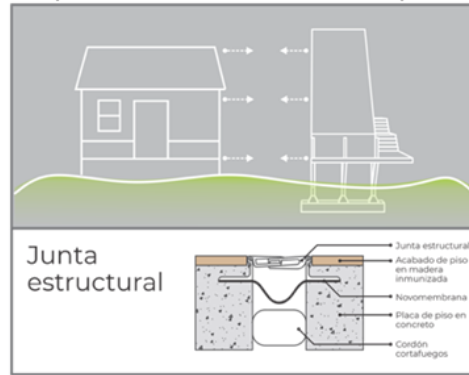 Junta
estructural
Junta estructural
Acabado de piso
en madera
inmunizada
Novomembrana
Placa de piso en
concreto
Cordón
cortafuegos